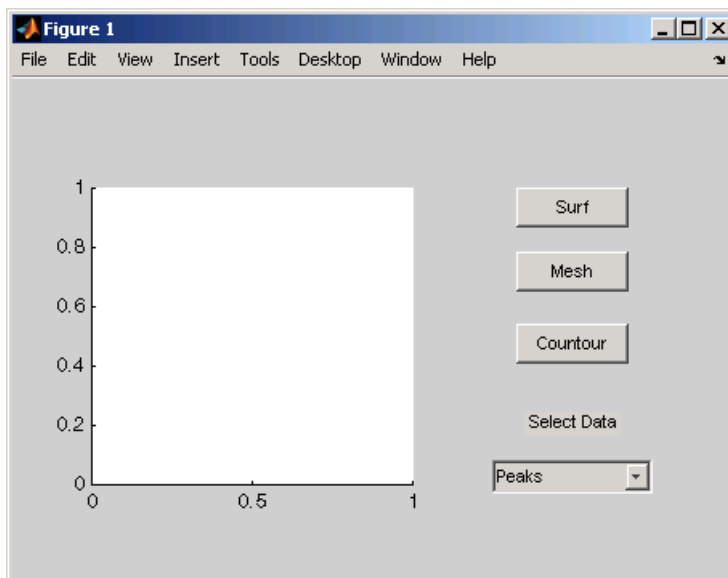 Figure 1
File Edit View Insert Tools Desktop Window Help
1
0.8
0.6
0.4
0.2
0
0 0.5 1
Surf
Mesh
Countour
Select Data
Peaks